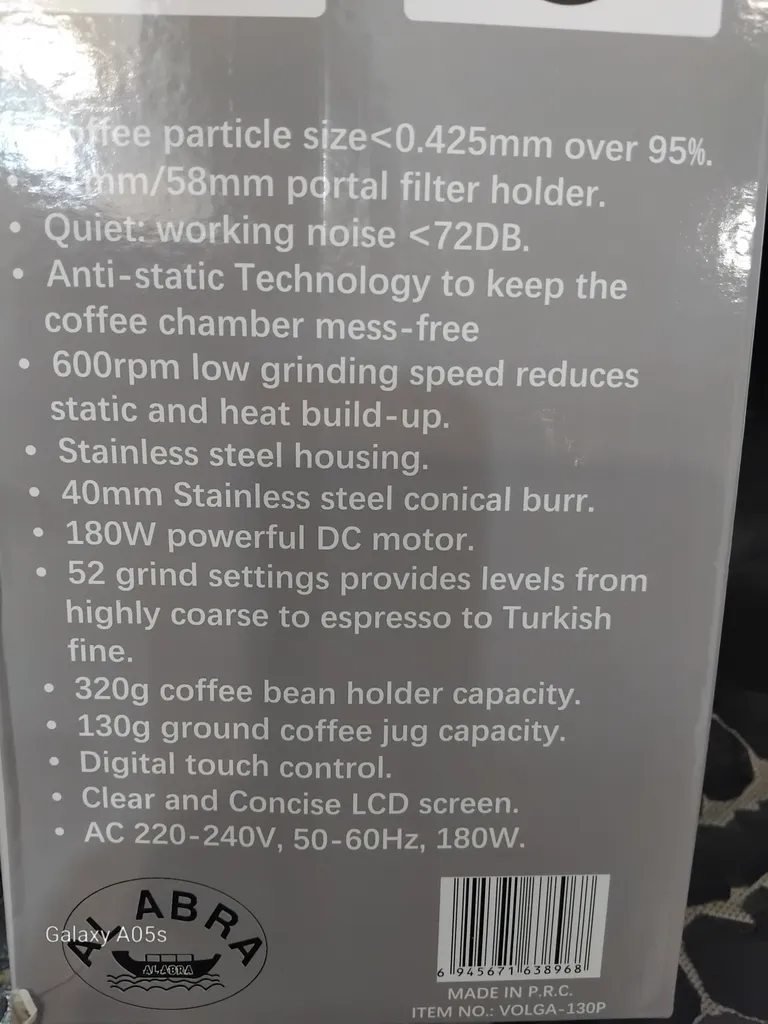 coffee particle size<0.425mm over 95%.
mm/58mm portal filter holder.
• Quiet: working noise <72DB.
• Anti-static Technology to keep the
coffee chamber mess-free
• 600rpm low grinding speed reduces
static and heat build-up.
• Stainless steel housing.
• 40mm Stainless steel conical burr.
• 180W powerful DC motor.
• 52 grind settings provides levels from
highly coarse to espresso to Turkish
fine.
• 320g coffee bean holder capacity.
• 130g ground coffee jug capacity.
• Digital touch control.
• Clear and Concise LCD screen.
• AC 220-240V, 50-60Hz, 180W.
AL ABRA
AL ABRA
Galaxy A05s
6 945671 638968
MADE IN P.R.C.
ITEM NO.: VOLGA-130P